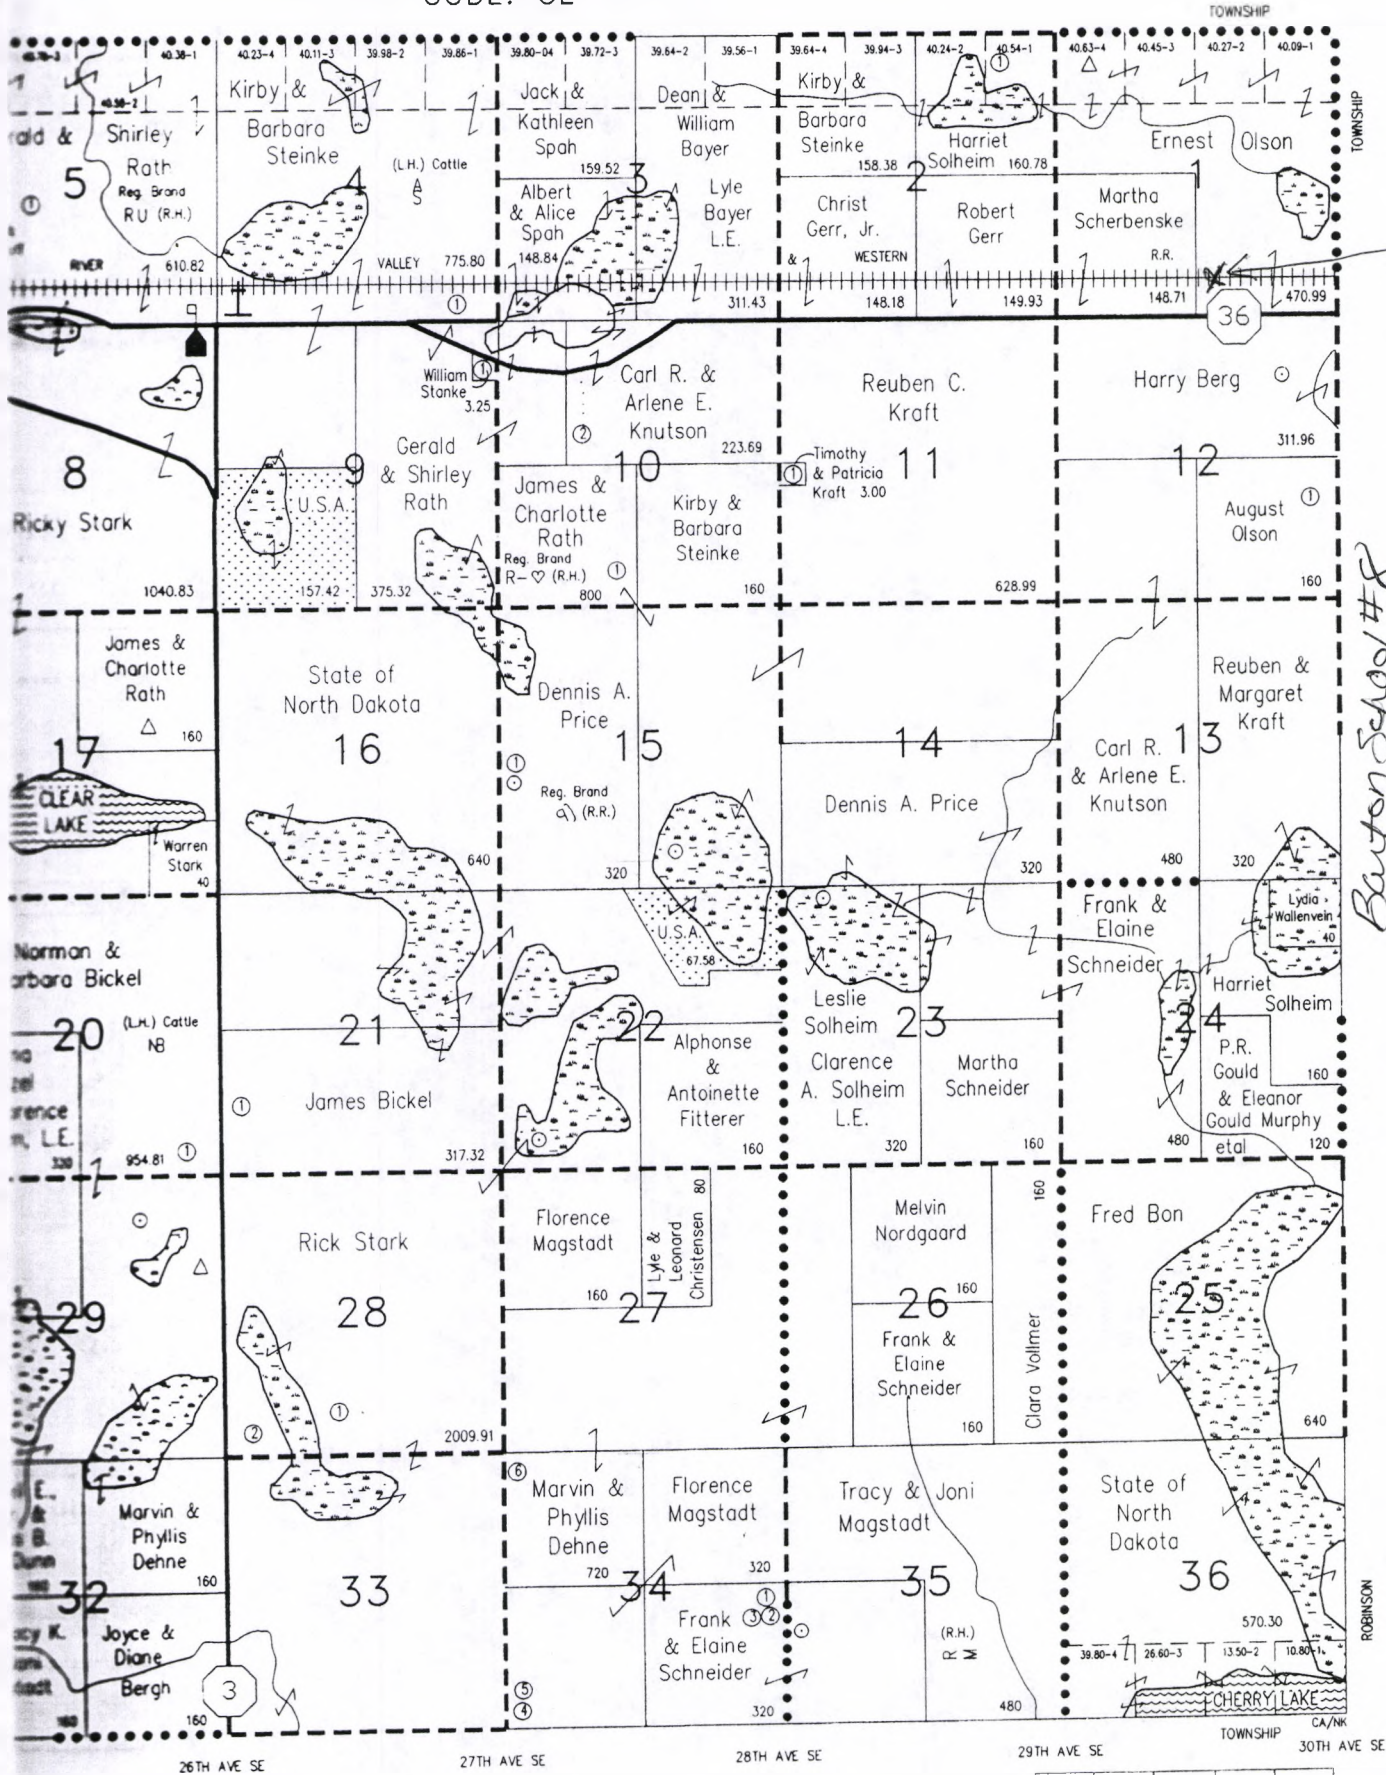 TOWNSHIP
40.38-1 40.23-4 40.11-3 39.98-2 39.86-1 39.80-04 39.72-3 39.64-2 39.56-1 39.64-4 39.94-3 40.24-2 40.54-1 40.63-4 40.45-3 40.27-2 40.09-1
TOWNSHIP
Shirley
Rath
5
Reg. Brand
RU (R.H.)
RIVER
610.82
Kirby &
Barbara
Steinke
4
(L.H.) Cattle
A
S
VALLEY
775.80
Jack &
Kathleen
Spah
159.52
3
Albert
& Alice
Spah
148.84
Dean &
William
Bayer
Lyle
Bayer
L.E.
311.43
Kirby &
Barbara
Steinke
158.38
2
Harriet
Solheim 160.78
Christ
Gerr, Jr.
& WESTERN
148.18
Robert
Gerr
149.93
Ernest Olson
1
Martha
Scherbenske
R.R.
148.71
470.99
36
8
Ricky Stark
1040.83
William
Stanke
3.25
9
Gerald
& Shirley
Rath
U.S.A.
157.42
375.32
Carl R. &
Arlene E.
Knutson
223.69
10
James &
Charlotte
Rath
Reg. Brand
R-♡ (R.H.)
800
Kirby &
Barbara
Steinke
160
Reuben C.
Kraft
11
Timothy
& Patricia
Kraft 3.00
628.99
Harry Berg
311.96
12
August
Olson
160
Barton School #8
James &
Charlotte
Rath
160
17
CLEAR
LAKE
Warren
Stark
40
State of
North Dakota
16
640
Dennis A.
Price
15
Reg. Brand
(R.R.)
320
14
Dennis A. Price
320
Carl R.
& Arlene E.
Knutson
480
13
Reuben &
Margaret
Kraft
320
Norman &
Barbara Bickel
20
(L.H.) Cattle
NB
L.E.
320
954.81
21
James Bickel
317.32
U.S.A.
67.58
22
Alphonse
&
Antoinette
Fitterer
160
Leslie
Solheim
23
Clarence
A. Solheim
L.E.
320
Martha
Schneider
160
Frank &
Elaine
Schneider
480
24
Lydia
Wallenvein
40
Harriet
Solheim
160
P.R.
Gould
& Eleanor
Gould Murphy
etal
120
29
Rick Stark
28
2009.91
Florence
Magstadt
160
27
Lyle &
Leonard
Christensen 80
Melvin
Nordgaard
160
26
Frank &
Elaine
Schneider
160
Clara Vollmer
160
Fred Bon
25
640
Marvin &
Phyllis
Dehne
160
32
Joyce &
Diane
Bergh
160
3
33
Marvin &
Phyllis
Dehne
720
34
Florence
Magstadt
320
Frank
& Elaine
Schneider
320
Tracy & Joni
Magstadt
35
(R.H.)
R
M
480
State of
North
Dakota
36
570.30
39.80-4 26.60-3 13.50-2 10.80-1
CHERRY LAKE
ROBINSON
TOWNSHIP
CA/NK
26TH AVE SE 27TH AVE SE 28TH AVE SE 29TH AVE SE 30TH AVE SE